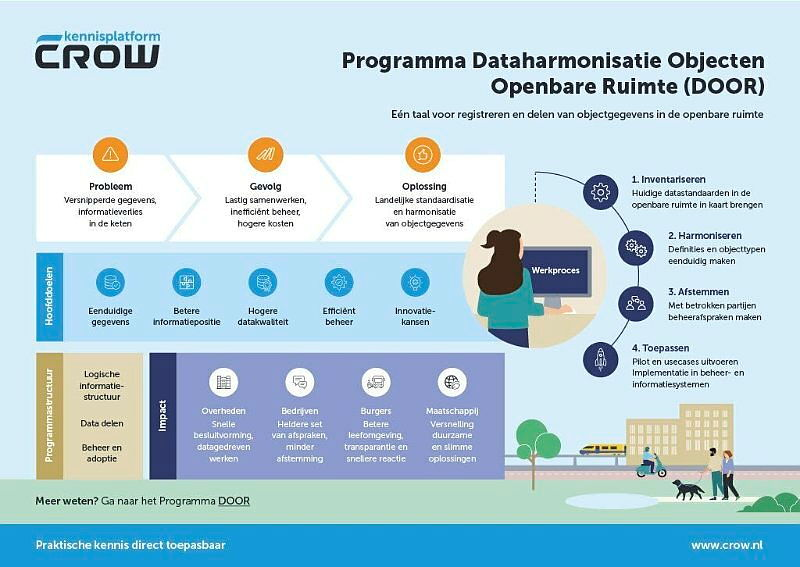 kennisplatform
CROW
Programma Dataharmonisatie Objecten
Openbare Ruimte (DOOR)
Eén taal voor registreren en delen van objectgegevens in de openbare ruimte
Probleem
Versnipperde gegevens,
informatieverlies
in de keten
Gevolg
Lastig samenwerken,
inefficiënt beheer,
hogere kosten
Oplossing
Landelijke standaardisatie
en harmonisatie
van objectgegevens
Hoofddoelen
Eenduidige
gegevens
Betere
informatiepositie
Hogere
datakwaliteit
Efficiënt
beheer
Innovatie-
kansen
Werkproces
1. Inventariseren
Huidige datastandaarden in de
openbare ruimte in kaart brengen
2. Harmoniseren
Definities en objecttypen
eenduidig maken
3. Afstemmen
Met betrokken partijen
beheerafspraken maken
4. Toepassen
Pilot en usecases uitvoeren
Implementatie in beheer- en
informatiesystemen
Programmastructuur
Logische
informatie-
structuur
Data delen
Beheer en
adoptie
Impact
Overheden
Snelle
besluitvorming,
datagedreven
werken
Bedrijven
Heldere set
van afspraken,
minder
afstemming
Burgers
Betere
leefomgeving,
transparantie en
snellere reactie
Maatschappij
Versnelling
duurzame
en slimme
oplossingen
Meer weten? Ga naar het Programma DOOR
Praktische kennis direct toepasbaar
www.crow.nl